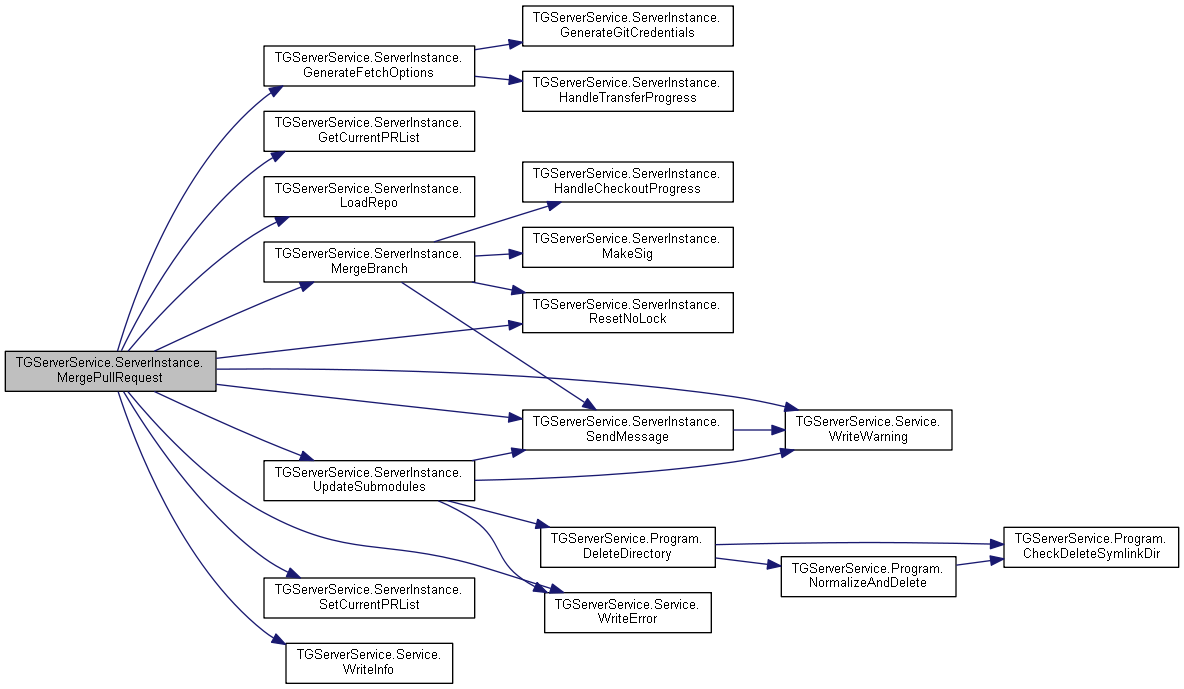 TGServerService.ServerInstance.
GenerateGitCredentials
TGServerService.ServerInstance.
GenerateFetchOptions
TGServerService.ServerInstance.
HandleTransferProgress
TGServerService.ServerInstance.
GetCurrentPRList
TGServerService.ServerInstance.
HandleCheckoutProgress
TGServerService.ServerInstance.
LoadRepo
TGServerService.ServerInstance.
MakeSig
TGServerService.ServerInstance.
MergeBranch
TGServerService.ServerInstance.
ResetNoLock
TGServerService.ServerInstance.
MergePullRequest
TGServerService.ServerInstance.
SendMessage
TGServerService.Service.
WriteWarning
TGServerService.ServerInstance.
UpdateSubmodules
TGServerService.Program.
DeleteDirectory
TGServerService.Program.
CheckDeleteSymlinkDir
TGServerService.Program.
NormalizeAndDelete
TGServerService.ServerInstance.
SetCurrentPRList
TGServerService.Service.
WriteError
TGServerService.Service.
WriteInfo